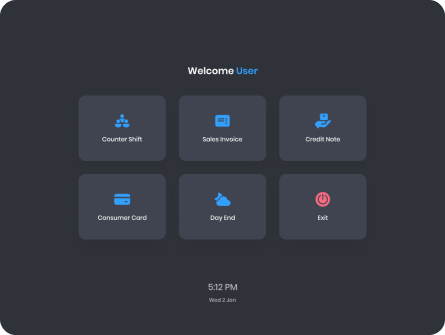 Welcome User
Counter Shift
Sales Invoice
Credit Note
Consumer Card
Day End
Exit
5:12 PM
Wed 2 Jan